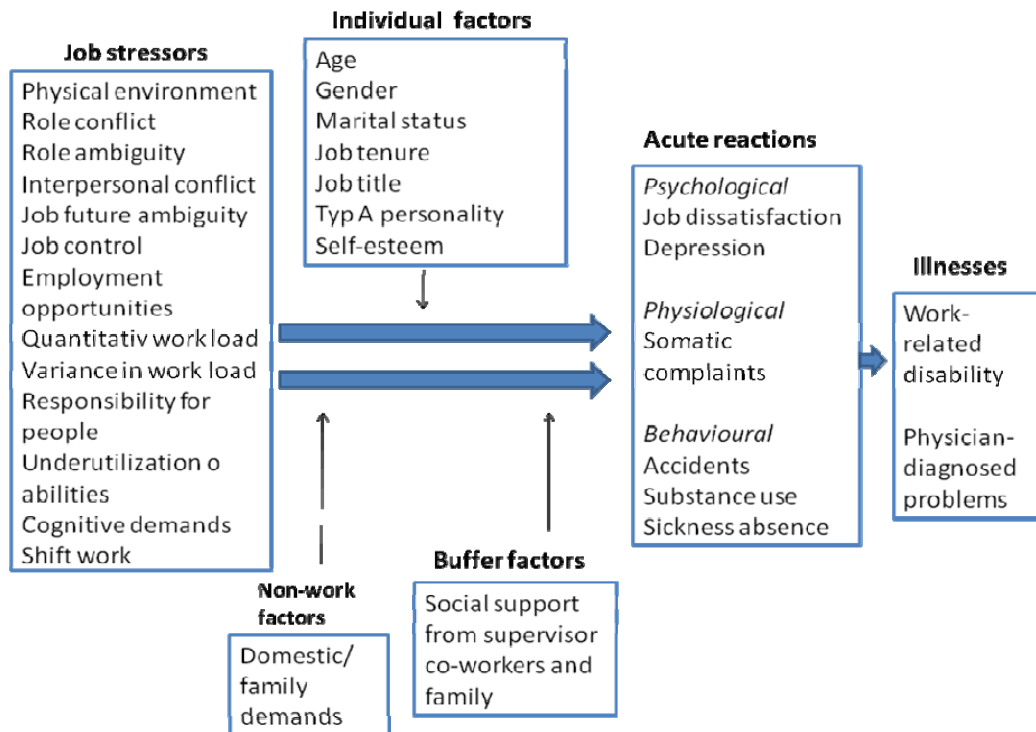 Job stressors
Physical environment
Role conflict
Role ambiguity
Interpersonal conflict
Job future ambiguity
Job control
Employment
opportunities
Quantitativ work load
Variance in work load
Responsibility for
people
Underutilization o
abilities
Cognitive demands
Shift work
Individual factors
Age
Gender
Marital status
Job tenure
Job title
Typ A personality
Self-esteem
Non-work
factors
Domestic/
family
demands
Buffer factors
Social support
from supervisor
co-workers and
family
Acute reactions
Psychological
Job dissatisfaction
Depression
Physiological
Somatic
complaints
Behavioural
Accidents
Substance use
Sickness absence
Illnesses
Work-
related
disability
Physician-
diagnosed
problems